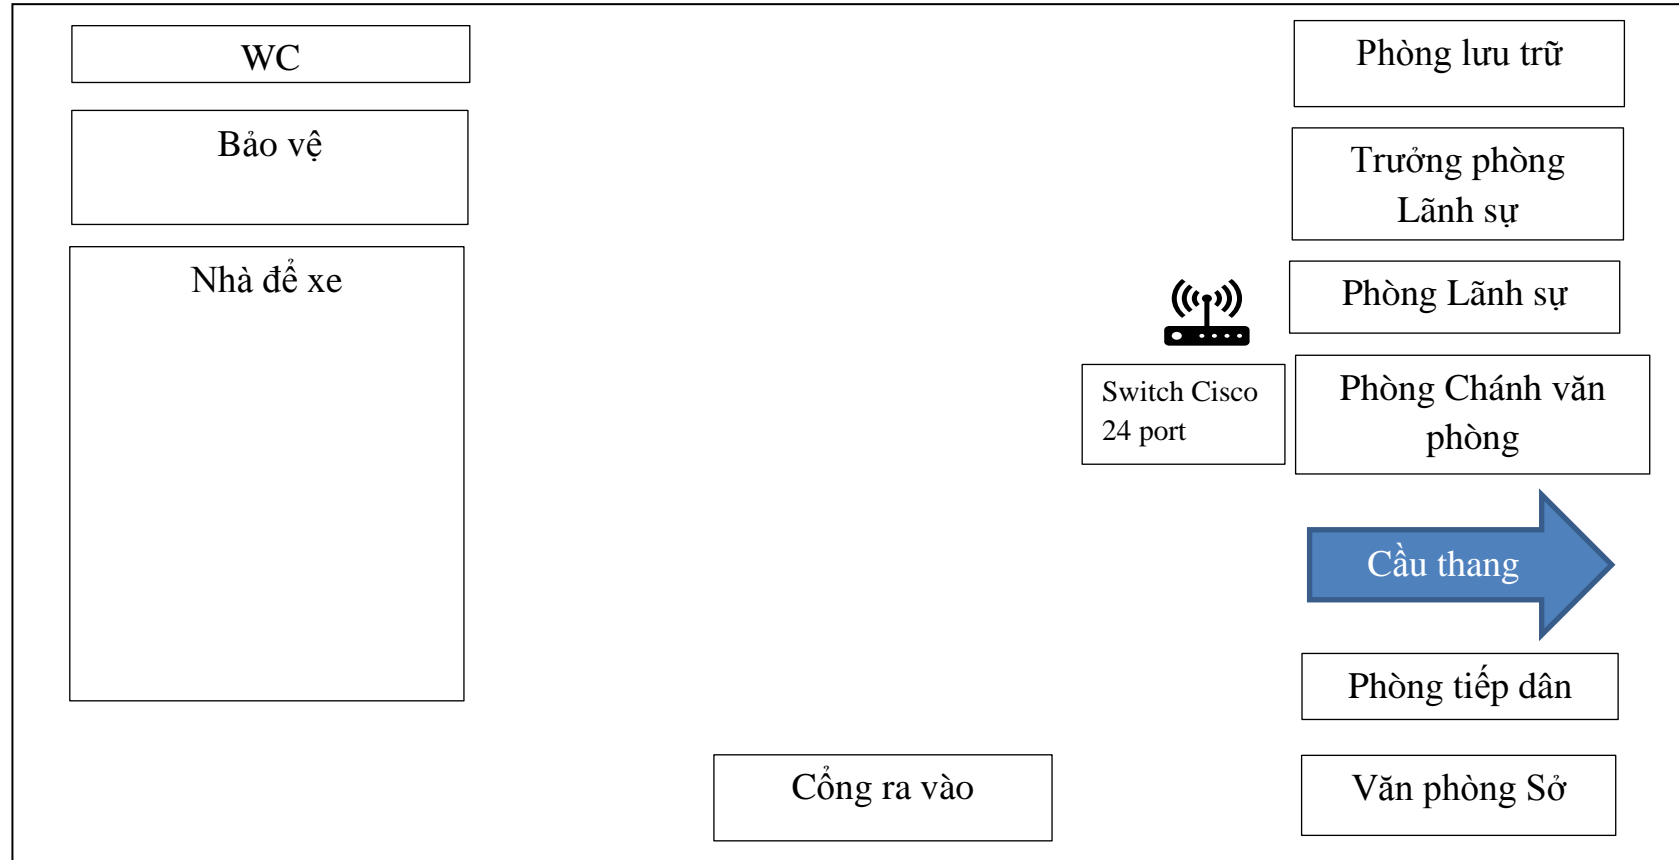 WC
Bảo vệ
Nhà để xe
Phòng lưu trữ
Trưởng phòng
Lãnh sự
Phòng Lãnh sự
Switch Cisco
24 port
Phòng Chánh văn
phòng
Cầu thang
Phòng tiếp dân
Cổng ra vào
Văn phòng Sở